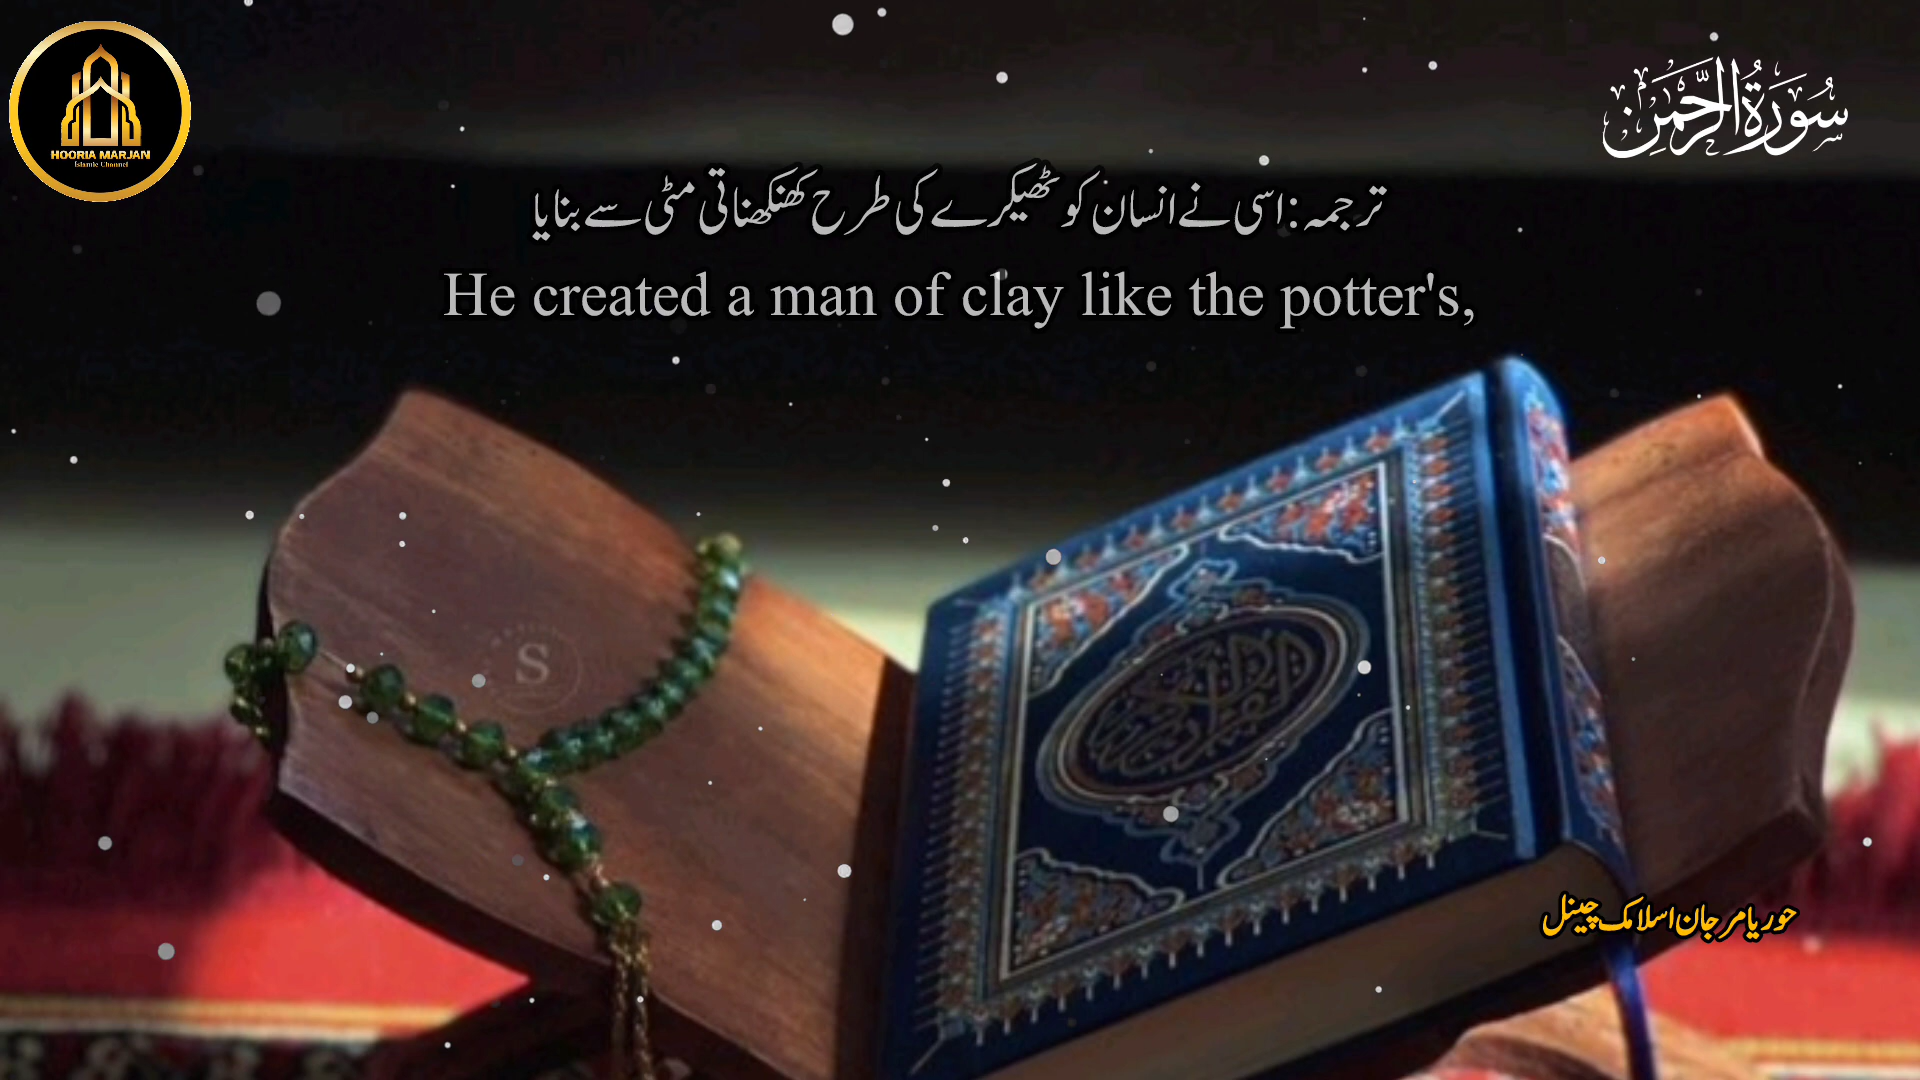 HOORIA MARJAN
Islamic Channel
سُورَةُ الرَّحْمٰن
ترجمہ: اسی نے انسان کو ٹھیکرے کی طرح کھنکھناتی مٹی سے بنایا
He created a man of clay like the potter's,
S
حوریا مرجان اسلامک چینل